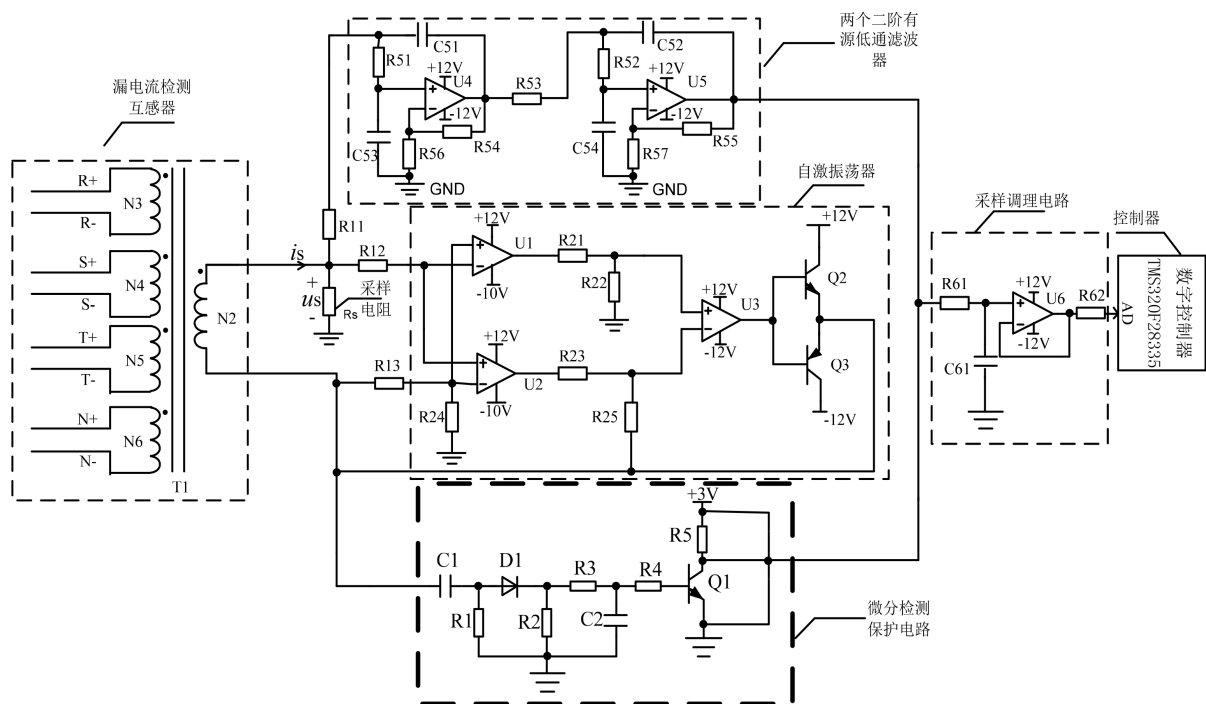 两个二阶有
源低通滤波
器
漏电流检测
互感器
自激振荡器
采样调理电路
控制器
数字控制器
TMS320F28335
AD
微分检测
保护电路
C51
R51
+12V
U4
-12V
R53
C53
R56
R54
GND
C52
R52
+12V
U5
-12V
C54
R57
R55
GND
R+
R-
N3
S+
S-
N4
T+
T-
N5
N+
N-
N6
T1
N2
is
R11
+
us
-
Rs
采样
电阻
R12
R13
+12V
U1
-10V
+12V
U2
-10V
R24
R21
R22
R23
R25
+12V
U3
-12V
+12V
Q2
Q3
-12V
R61
C61
+12V
U6
-12V
R62
C1
D1
R1
R2
R3
C2
R4
+3V
R5
Q1